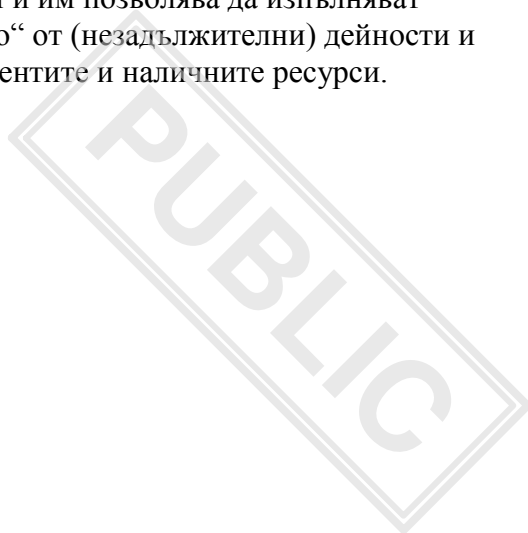 и им позволява да изпълняват
о“ от (незадължителни) дейности и
ентите и наличните ресурси.
PUBLIC